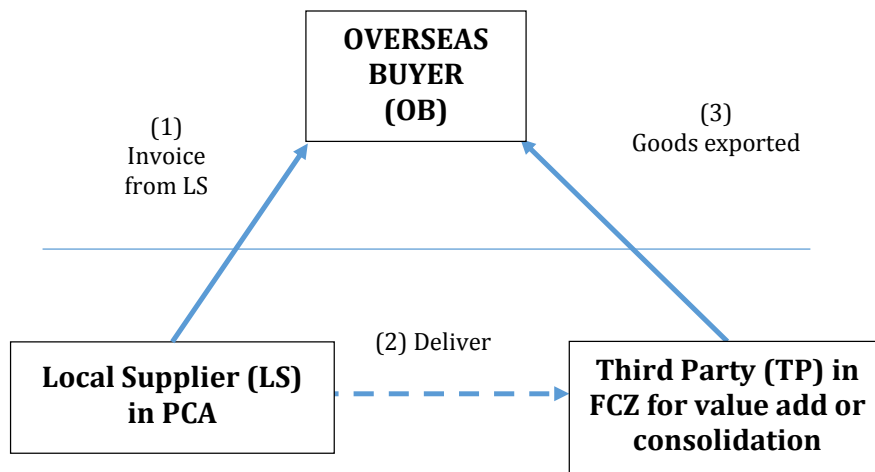 OVERSEAS
BUYER
(OB)
(1)
Invoice
from LS
(3)
Goods exported
(2) Deliver
Local Supplier (LS)
in PCA
Third Party (TP) in
FCZ for value add or
consolidation